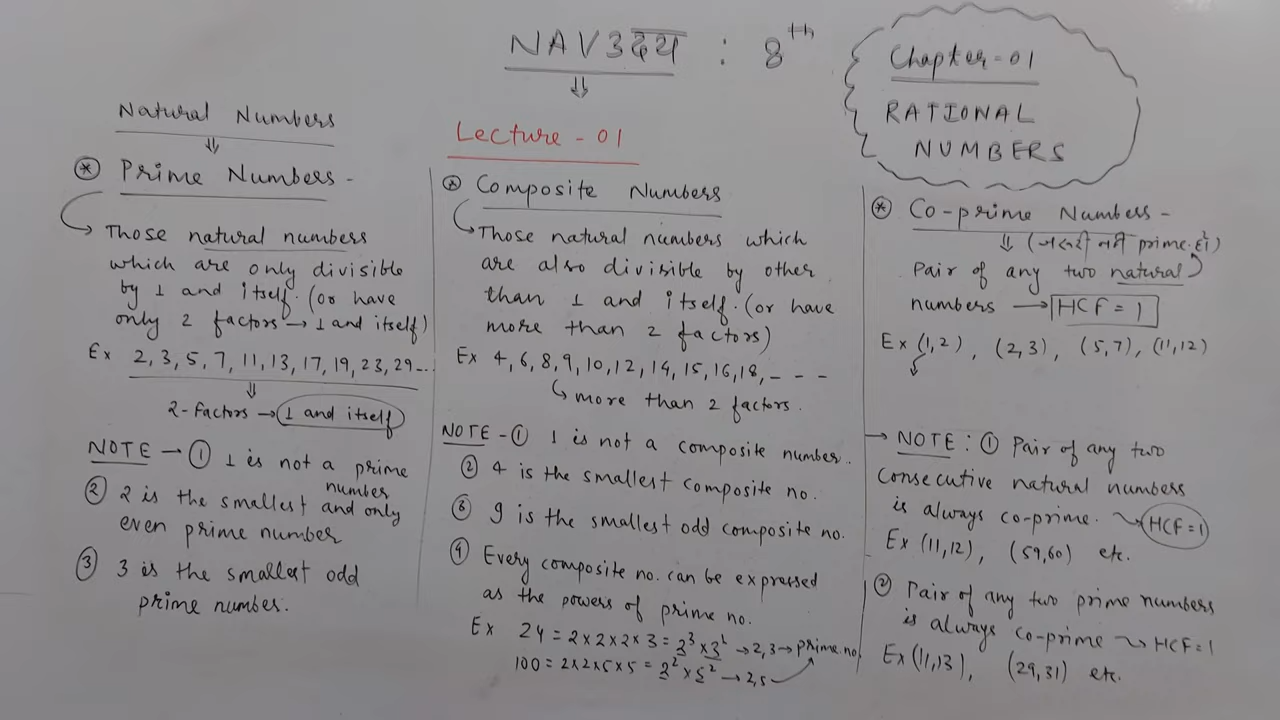 NAVउदय : 8th
Chapter-01
RATIONAL
NUMBERS
Lecture-01
Natural Numbers
* Prime Numbers-
Those natural numbers
which are only divisible
by 1 and itself. (or have
only 2 factors → 1 and itself)
Ex 2, 3, 5, 7, 11, 13, 17, 19, 23, 29...
2-Factors → 1 and itself
NOTE → ① 1 is not a prime
number
② 2 is the smallest and only
even prime number
③ 3 is the smallest odd
prime number.
* Composite Numbers
Those natural numbers which
are also divisible by other
than 1 and itself. (or have
more than 2 factors)
Ex 4, 6, 8, 9, 10, 12, 14, 15, 16, 18, - - -
more than 2 factors.
NOTE - ① 1 is not a composite number.
② 4 is the smallest composite no.
③ 9 is the smallest odd composite no.
④ Every composite no. can be expressed
as the powers of prime no.
Ex 24 = 2×2×2×3 = 2³×3¹ → 2,3 → prime no.
100 = 2×2×5×5 = 2²×5² → 2,5
* Co-prime Numbers-
(जरूरी नहीं prime हो)
Pair of any two natural
numbers → HCF = 1
Ex (1,2), (2,3), (5,7), (11,12)
→ NOTE: ① Pair of any two
Consecutive natural numbers
is always co-prime. → HCF=1
Ex (11,12), (59,60) etc.
② Pair of any two prime numbers
is always co-prime → HCF=1
Ex (11,13), (29,31) etc.